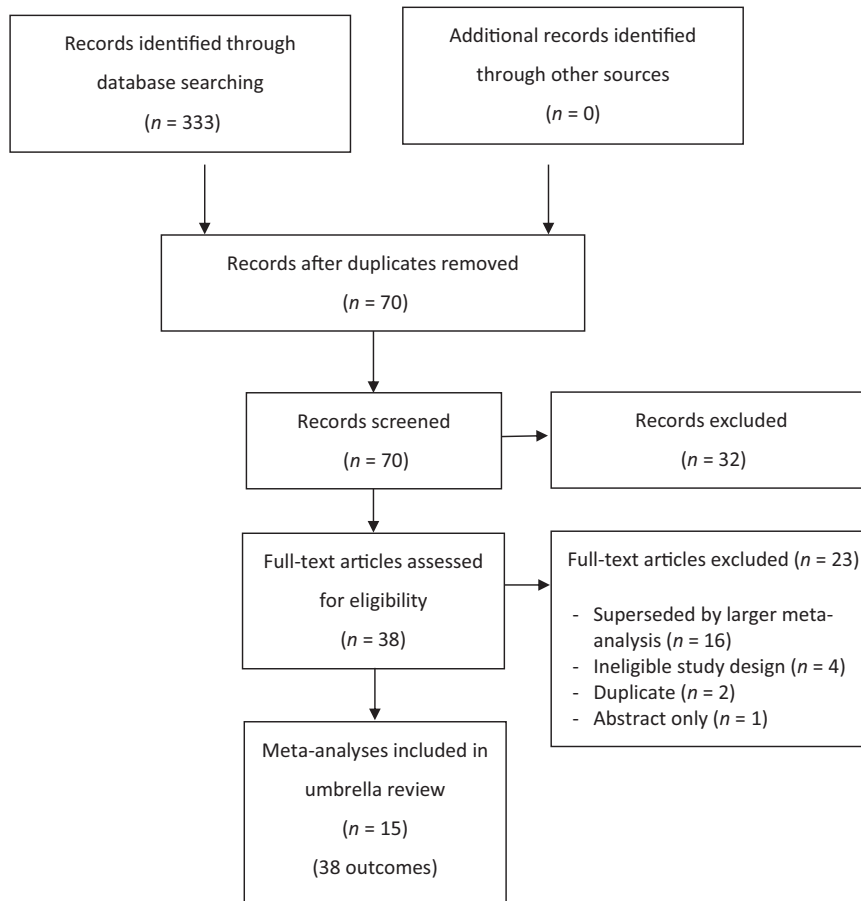 Records identified through
database searching
(n = 333)
Additional records identified
through other sources
(n = 0)
Records after duplicates removed
(n = 70)
Records screened
(n = 70)
Records excluded
(n = 32)
Full-text articles assessed
for eligibility
(n = 38)
Full-text articles excluded (n = 23)
- Superseded by larger meta-
analysis (n = 16)
- Ineligible study design (n = 4)
- Duplicate (n = 2)
- Abstract only (n = 1)
Meta-analyses included in
umbrella review
(n = 15)
(38 outcomes)